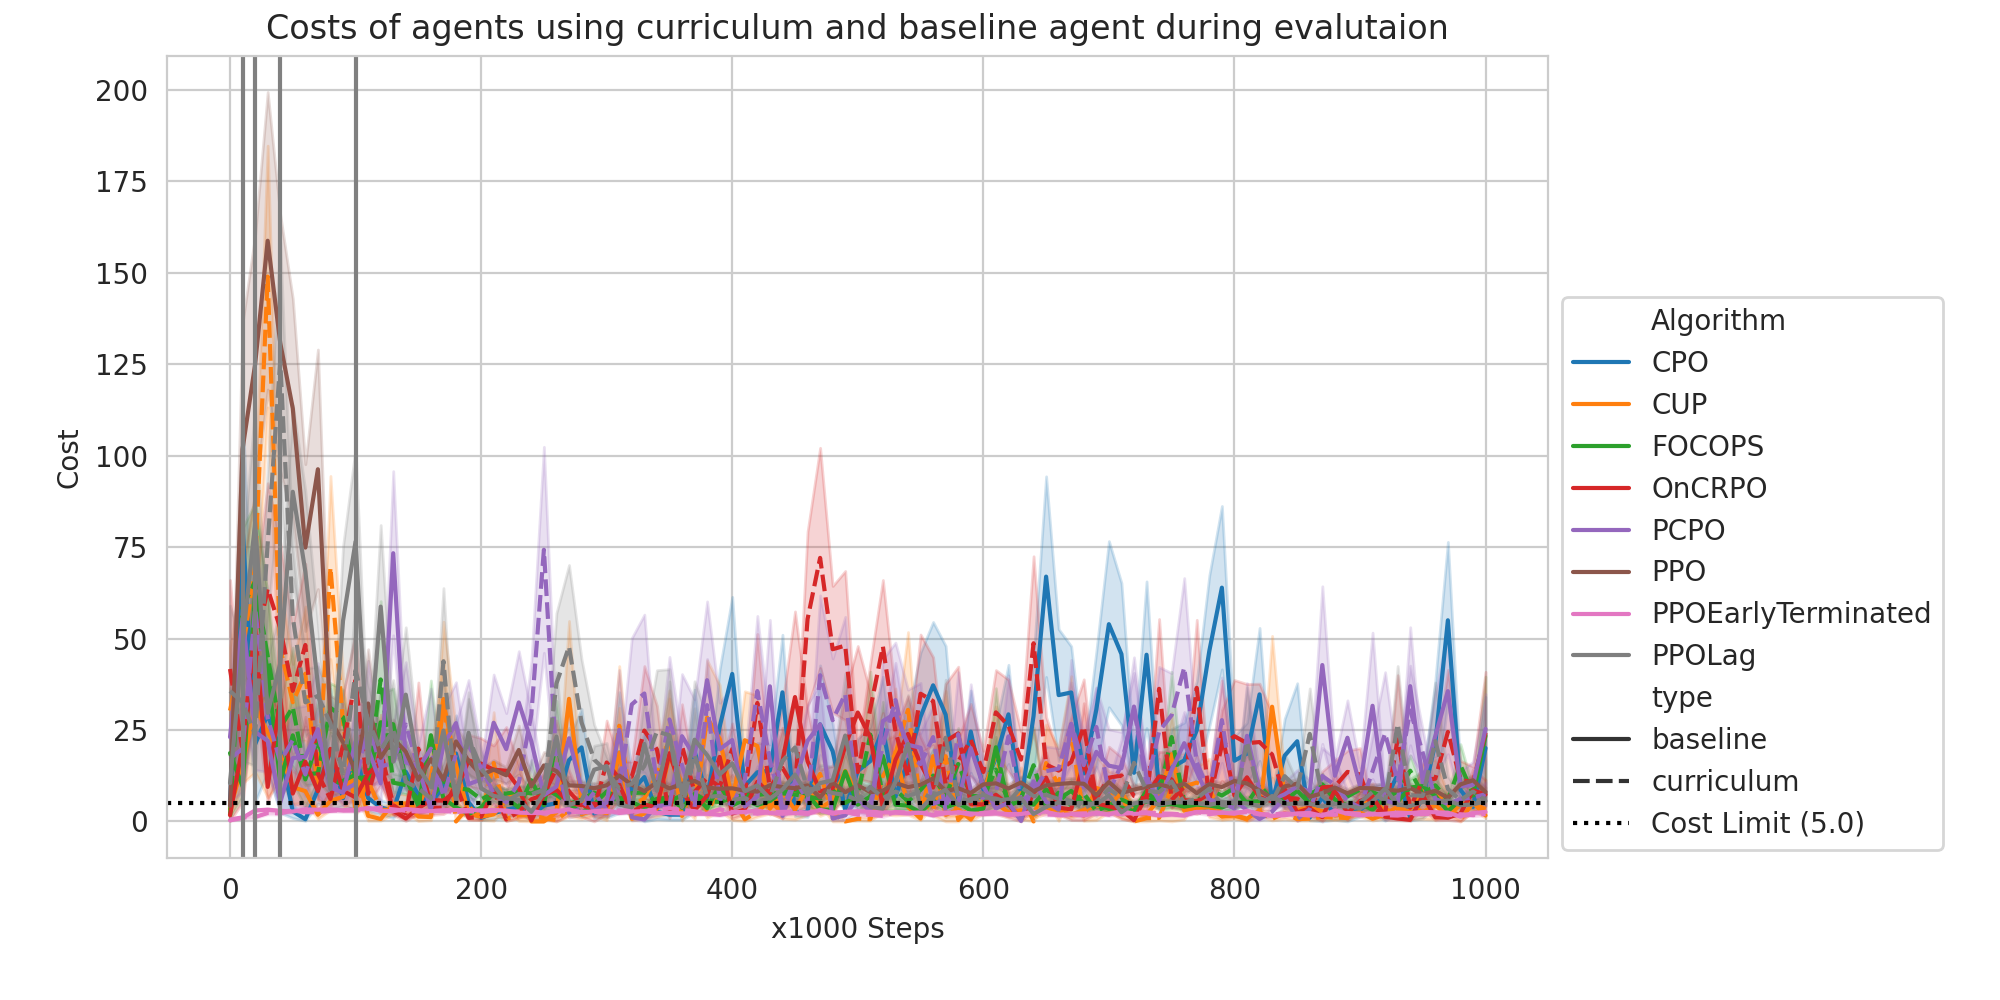 Costs of agents using curriculum and baseline agent during evalutaion
200
175
150
125
100
75
50
25
0
Cost
0 200 400 600 800 1000
x1000 Steps
Algorithm
CPO
CUP
FOCOPS
OnCRPO
PCPO
PPO
PPOEarlyTerminated
PPOLag
type
baseline
curriculum
Cost Limit (5.0)